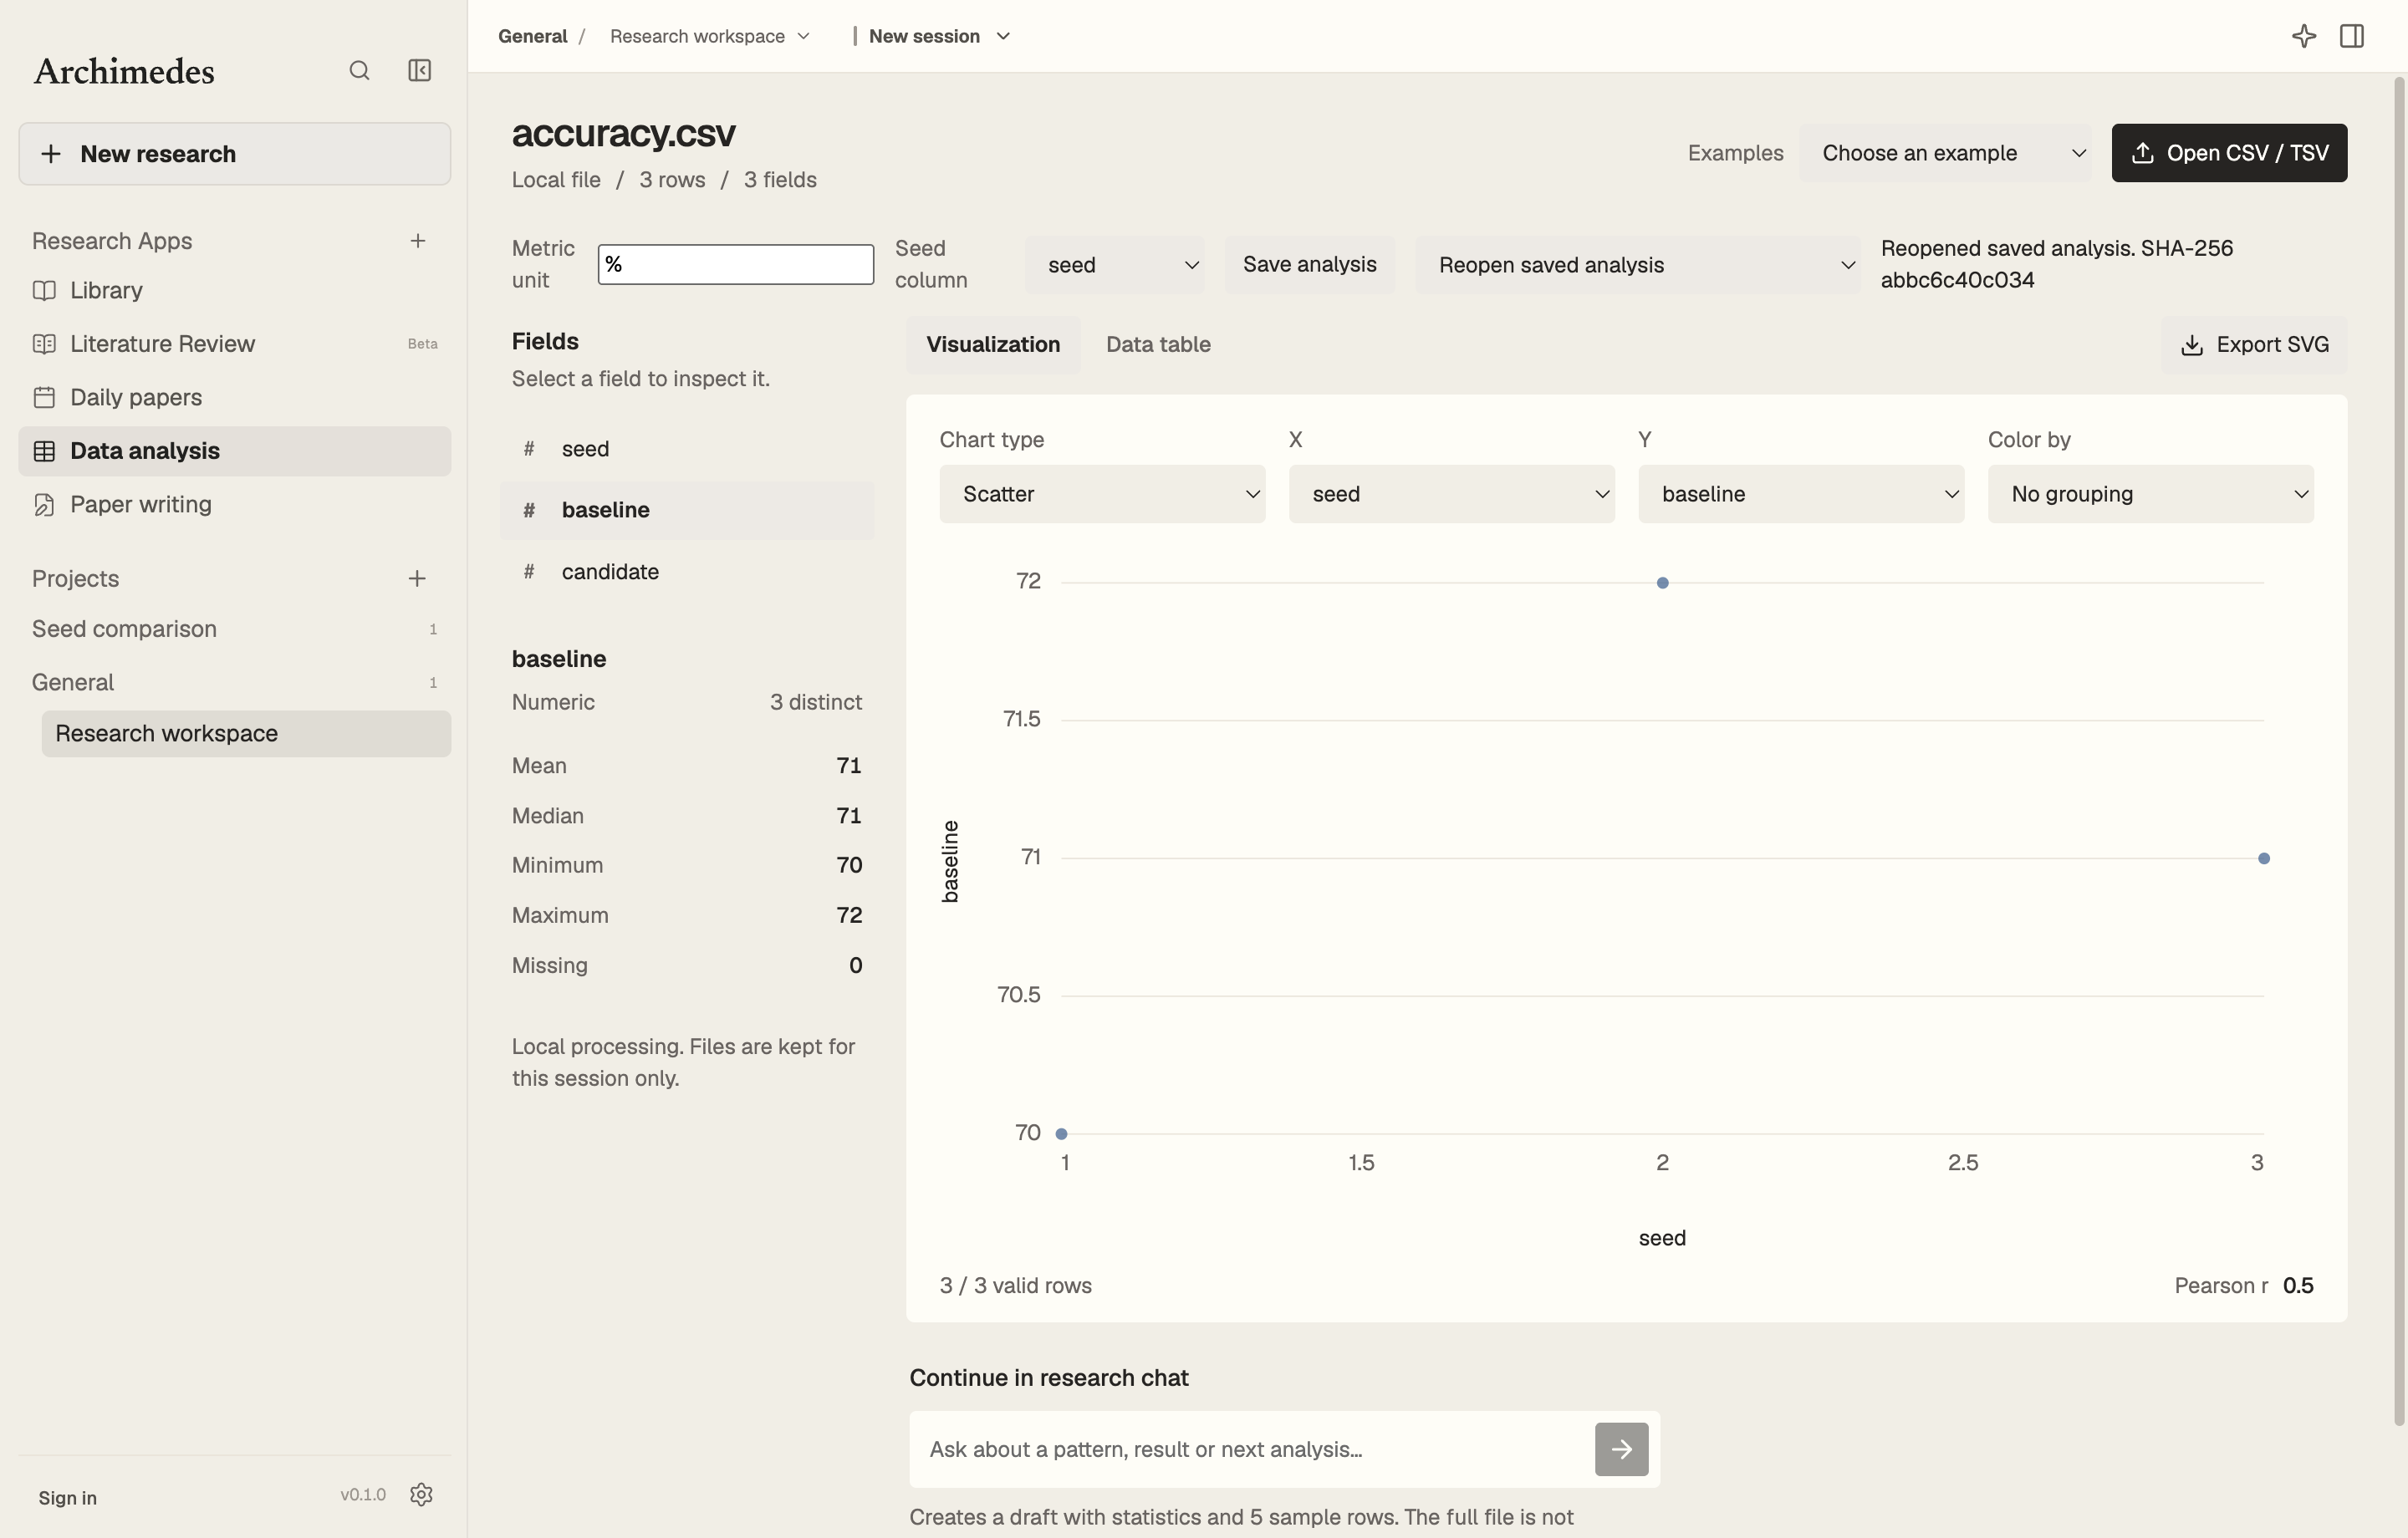 Archimedes
New research
Research Apps
Library
Literature Review Beta
Daily papers
Data analysis
Paper writing
Projects
Seed comparison 1
General 1
Research workspace
Sign in v0.1.0
General / Research workspace New session
accuracy.csv
Local file / 3 rows / 3 fields
Examples Choose an example Open CSV / TSV
Metric unit % Seed column seed Save analysis Reopen saved analysis Reopened saved analysis. SHA-256
abbc6c40c034
Fields
Select a field to inspect it.
# seed
# baseline
# candidate
baseline
Numeric 3 distinct
Mean 71
Median 71
Minimum 70
Maximum 72
Missing 0
Local processing. Files are kept for
this session only.
Visualization Data table Export SVG
Chart type X Y Color by
Scatter seed baseline No grouping
72
71.5
71
70.5
70
baseline
1 1.5 2 2.5 3
seed
3 / 3 valid rows Pearson r 0.5
Continue in research chat
Ask about a pattern, result or next analysis...
Creates a draft with statistics and 5 sample rows. The full file is not